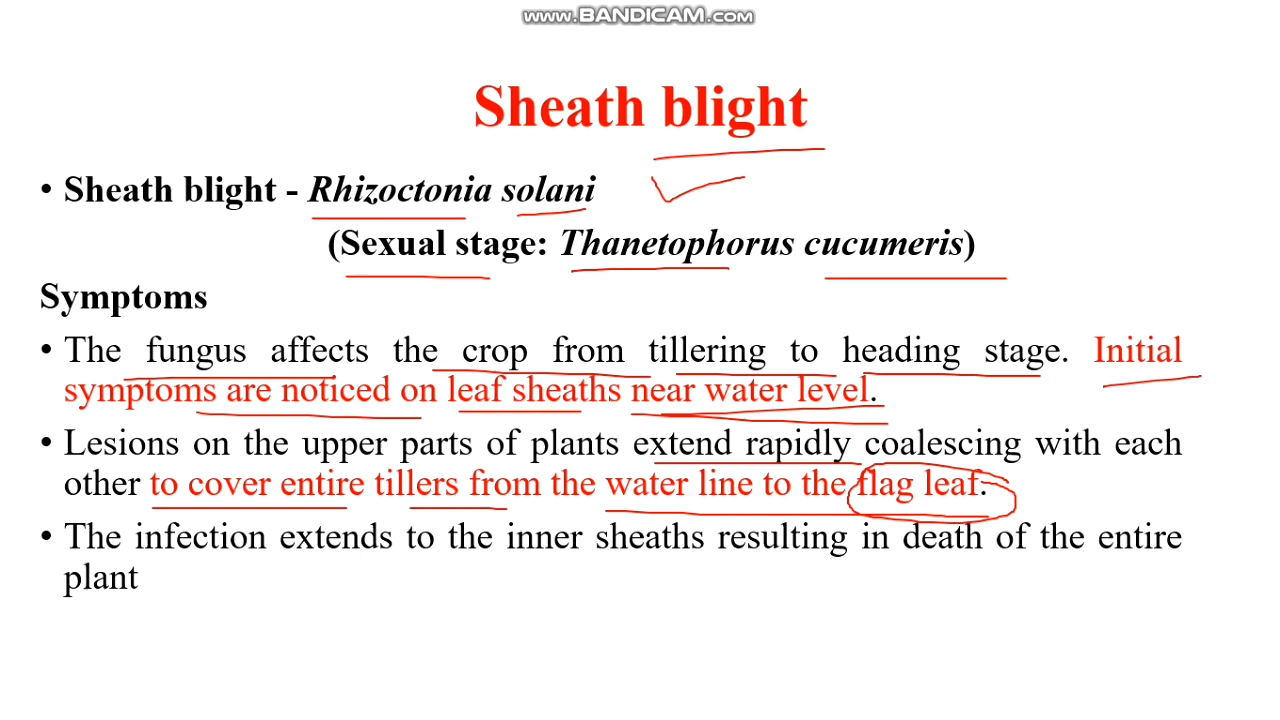 www.BANDICAM.com
Sheath blight
• Sheath blight - Rhizoctonia solani
(Sexual stage: Thanetophorus cucumeris)
Symptoms
• The fungus affects the crop from tillering to heading stage. Initial
symptoms are noticed on leaf sheaths near water level.
• Lesions on the upper parts of plants extend rapidly coalescing with each
other to cover entire tillers from the water line to the flag leaf.
• The infection extends to the inner sheaths resulting in death of the entire
plant